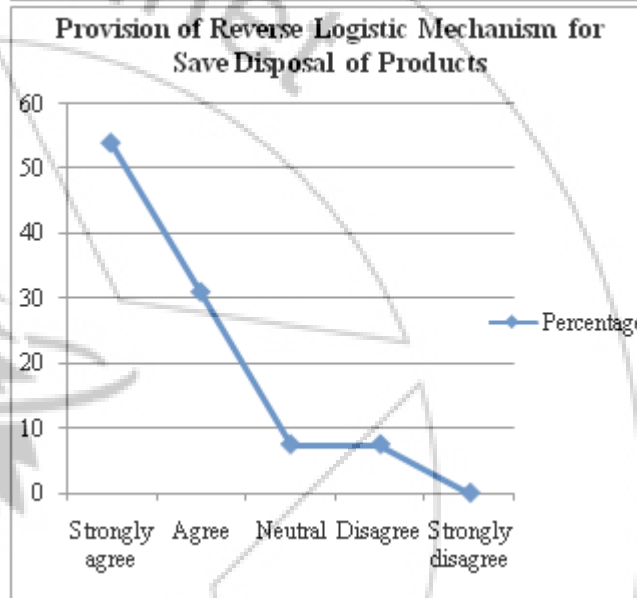 Provision of Reverse Logistic Mechanism for
Save Disposal of Products
60
50
40
30
20
10
0
Strongly agree
Agree
Neutral
Disagree
Strongly disagree
Percentage